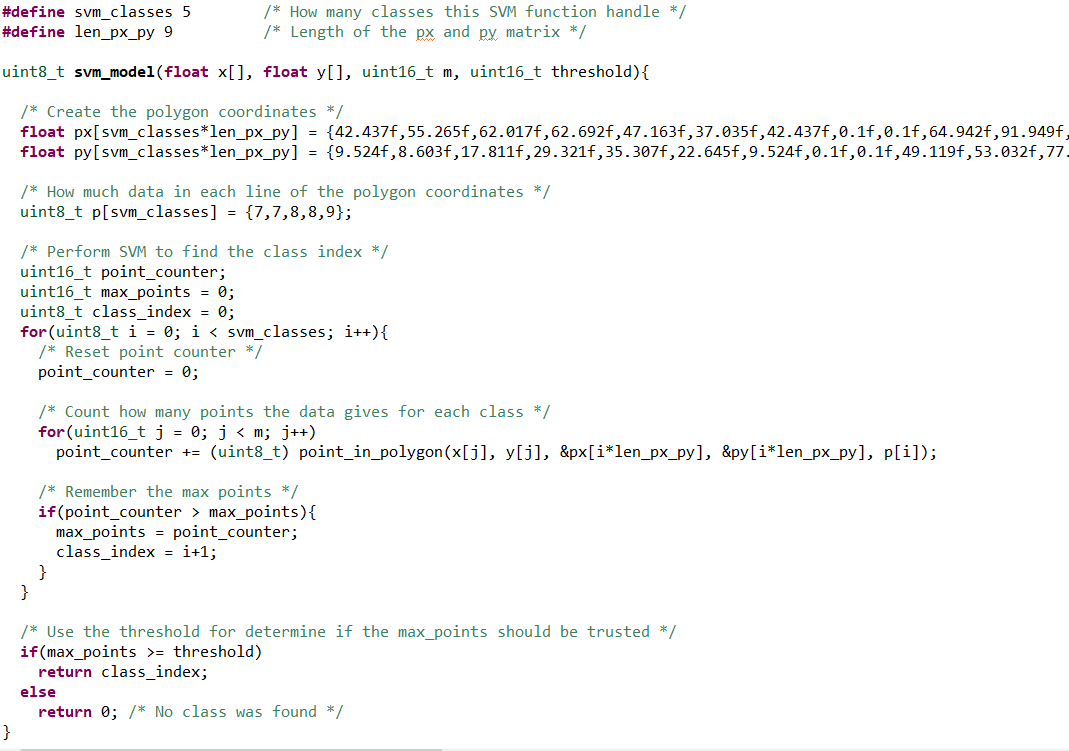 #define svm_classes 5        /* How many classes this SVM function handle */
#define len_px_py 9          /* Length of the px and py matrix */
uint8_t svm_model(float x[], float y[], uint16_t m, uint16_t threshold){
  /* Create the polygon coordinates */
  float px[svm_classes*len_px_py] = {42.437f,55.265f,62.017f,62.692f,47.163f,37.035f,42.437f,0.1f,0.1f,64.942f,91.949f,
  float py[svm_classes*len_px_py] = {9.524f,8.603f,17.811f,29.321f,35.307f,22.645f,9.524f,0.1f,0.1f,49.119f,53.032f,77.
  /* How much data in each line of the polygon coordinates */
  uint8_t p[svm_classes] = {7,7,8,8,9};
  /* Perform SVM to find the class index */
  uint16_t point_counter;
  uint16_t max_points = 0;
  uint8_t class_index = 0;
  for(uint8_t i = 0; i < svm_classes; i++){
    /* Reset point counter */
    point_counter = 0;
    /* Count how many points the data gives for each class */
    for(uint16_t j = 0; j < m; j++)
      point_counter += (uint8_t) point_in_polygon(x[j], y[j], &px[i*len_px_py], &py[i*len_px_py], p[i]);
    /* Remember the max points */
    if(point_counter > max_points){
      max_points = point_counter;
      class_index = i+1;
    }
  }
  /* Use the threshold for determine if the max_points should be trusted */
  if(max_points >= threshold)
    return class_index;
  else
    return 0; /* No class was found */
}